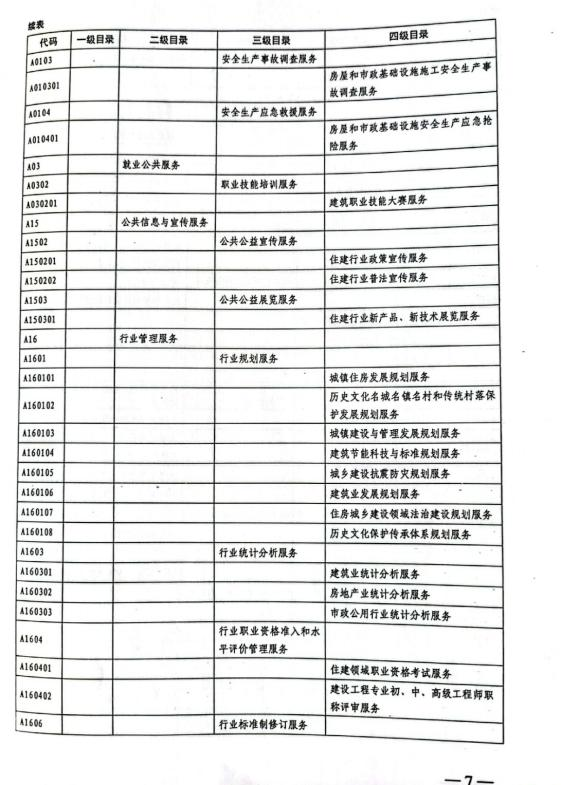 续表
代码 一级目录 二级目录 三级目录 四级目录
A0103 安全生产事故调查服务
A010301 房屋和市政基础设施施工安全生产事
故调查服务
A0104 安全生产应急救援服务
A010401 房屋和市政基础设施安全生产应急抢
险服务
A03 就业公共服务
A0302 职业技能培训服务
A030201 建筑职业技能大赛服务
A15 公共信息与宣传服务
A1502 公共公益宣传服务
A150201 住建行业政策宣传服务
A150202 住建行业普法宣传服务
A1503 公共公益展览服务
A150301 住建行业新产品、新技术展览服务
A16 行业管理服务
A1601 行业规划服务
A160101 城镇住房发展规划服务
A160102 历史文化名城名镇名村和传统村落保
护发展规划服务
A160103 城镇建设与管理发展规划服务
A160104 建筑节能科技与标准规划服务
A160105 城乡建设抗震防灾规划服务
A160106 建筑业发展规划服务
A160107 住房城乡建设领域法治建设规划服务
A160108 历史文化保护传承体系规划服务
A1603 行业统计分析服务
A160301 建筑业统计分析服务
A160302 房地产业统计分析服务
A160303 市政公用行业统计分析服务
A1604 行业职业资格准入和水
平评价管理服务
A160401 住建领域职业资格考试服务
A160402 建设工程专业初、中、高级工程师职
称评审服务
A1606 行业标准制修订服务
—7—